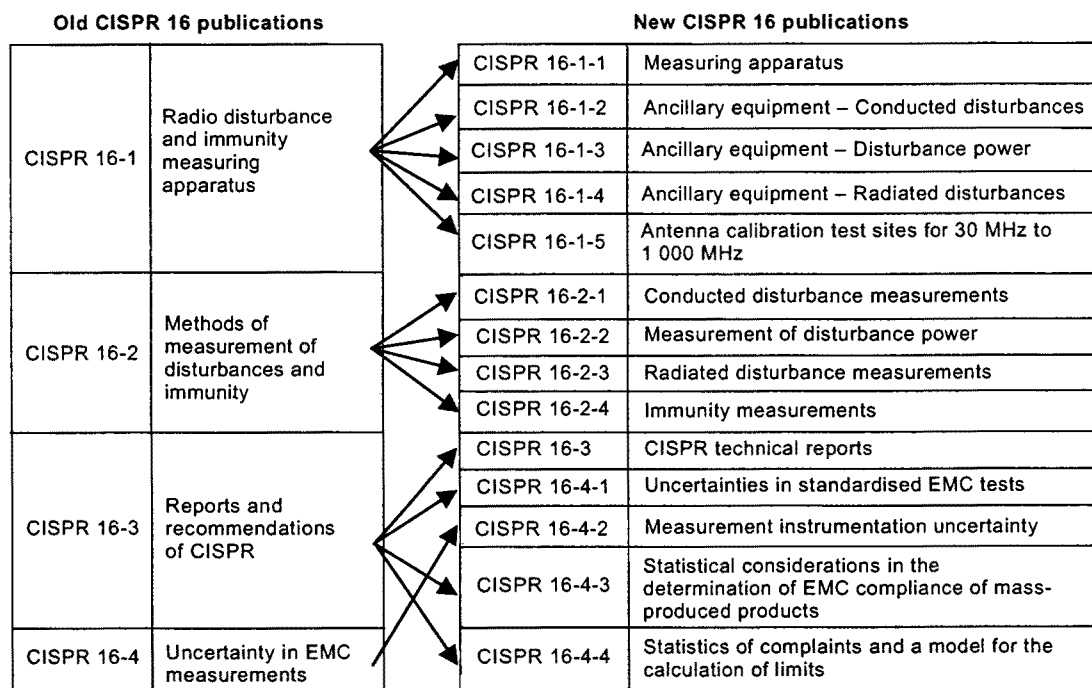 Old CISPR 16 publications
New CISPR 16 publications
CISPR 16-1
Radio disturbance
and immunity
measuring
apparatus
CISPR 16-2
Methods of
measurement of
disturbances and
immunity
CISPR 16-3
Reports and
recommendations
of CISPR
CISPR 16-4
Uncertainty in EMC
measurements
CISPR 16-1-1
Measuring apparatus
CISPR 16-1-2
Ancillary equipment – Conducted disturbances
CISPR 16-1-3
Ancillary equipment – Disturbance power
CISPR 16-1-4
Ancillary equipment – Radiated disturbances
CISPR 16-1-5
Antenna calibration test sites for 30 MHz to
1 000 MHz
CISPR 16-2-1
Conducted disturbance measurements
CISPR 16-2-2
Measurement of disturbance power
CISPR 16-2-3
Radiated disturbance measurements
CISPR 16-2-4
Immunity measurements
CISPR 16-3
CISPR technical reports
CISPR 16-4-1
Uncertainties in standardised EMC tests
CISPR 16-4-2
Measurement instrumentation uncertainty
CISPR 16-4-3
Statistical considerations in the
determination of EMC compliance of mass-
produced products
CISPR 16-4-4
Statistics of complaints and a model for the
calculation of limits